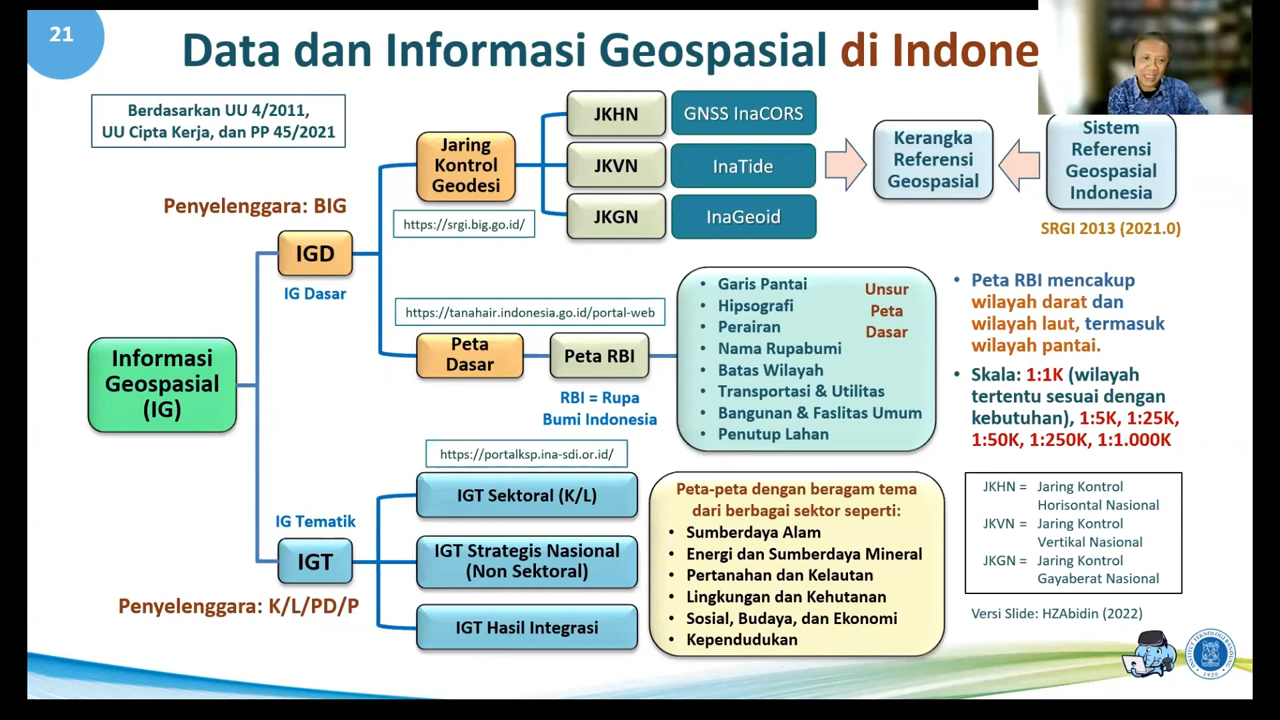 21
Data dan Informasi Geospasial di Indone
Berdasarkan UU 4/2011,
UU Cipta Kerja, dan PP 45/2021
Penyelenggara: BIG
IGD
IG Dasar
Informasi
Geospasial
(IG)
IG Tematik
IGT
Penyelenggara: K/L/PD/P
Jaring
Kontrol
Geodesi
https://srgi.big.go.id/
JKHN
GNSS InaCORS
JKVN
InaTide
JKGN
InaGeoid
Kerangka
Referensi
Geospasial
Sistem
Referensi
Geospasial
Indonesia
SRGI 2013 (2021.0)
https://tanahair.indonesia.go.id/portal-web
Peta
Dasar
Peta RBI
RBI = Rupa
Bumi Indonesia
• Garis Pantai
• Hipsografi
• Perairan
• Nama Rupabumi
• Batas Wilayah
• Transportasi & Utilitas
• Bangunan & Faslitas Umum
• Penutup Lahan
Unsur
Peta
Dasar
• Peta RBI mencakup
wilayah darat dan
wilayah laut, termasuk
wilayah pantai.
• Skala: 1:1K (wilayah
tertentu sesuai dengan
kebutuhan), 1:5K, 1:25K,
1:50K, 1:250K, 1:1.000K
https://portalksp.ina-sdi.or.id/
IGT Sektoral (K/L)
IGT Strategis Nasional
(Non Sektoral)
IGT Hasil Integrasi
Peta-peta dengan beragam tema
dari berbagai sektor seperti:
• Sumberdaya Alam
• Energi dan Sumberdaya Mineral
• Pertanahan dan Kelautan
• Lingkungan dan Kehutanan
• Sosial, Budaya, dan Ekonomi
• Kependudukan
JKHN = Jaring Kontrol
Horisontal Nasional
JKVN = Jaring Kontrol
Vertikal Nasional
JKGN = Jaring Kontrol
Gayaberat Nasional
Versi Slide: HZAbidin (2022)
INSTITUT TEKNOLOGI BANDUNG
1920